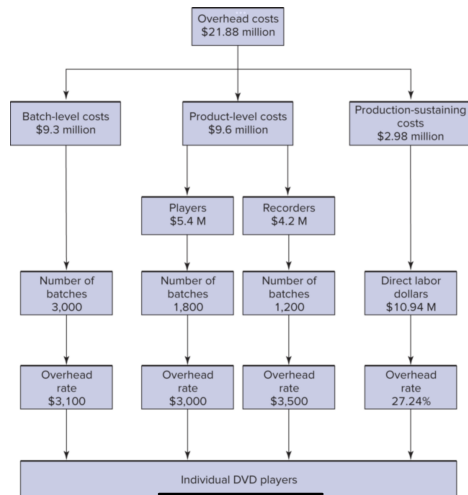 Overhead costs
$21.88 million
Batch-level costs
$9.3 million
Product-level costs
$9.6 million
Production-sustaining
costs
$2.98 million
Players
$5.4 M
Recorders
$4.2 M
Number of
batches
3,000
Number of
batches
1,800
Number of
batches
1,200
Direct labor
dollars
$10.94 M
Overhead
rate
$3,100
Overhead
rate
$3,000
Overhead
rate
$3,500
Overhead
rate
27.24%
Individual DVD players